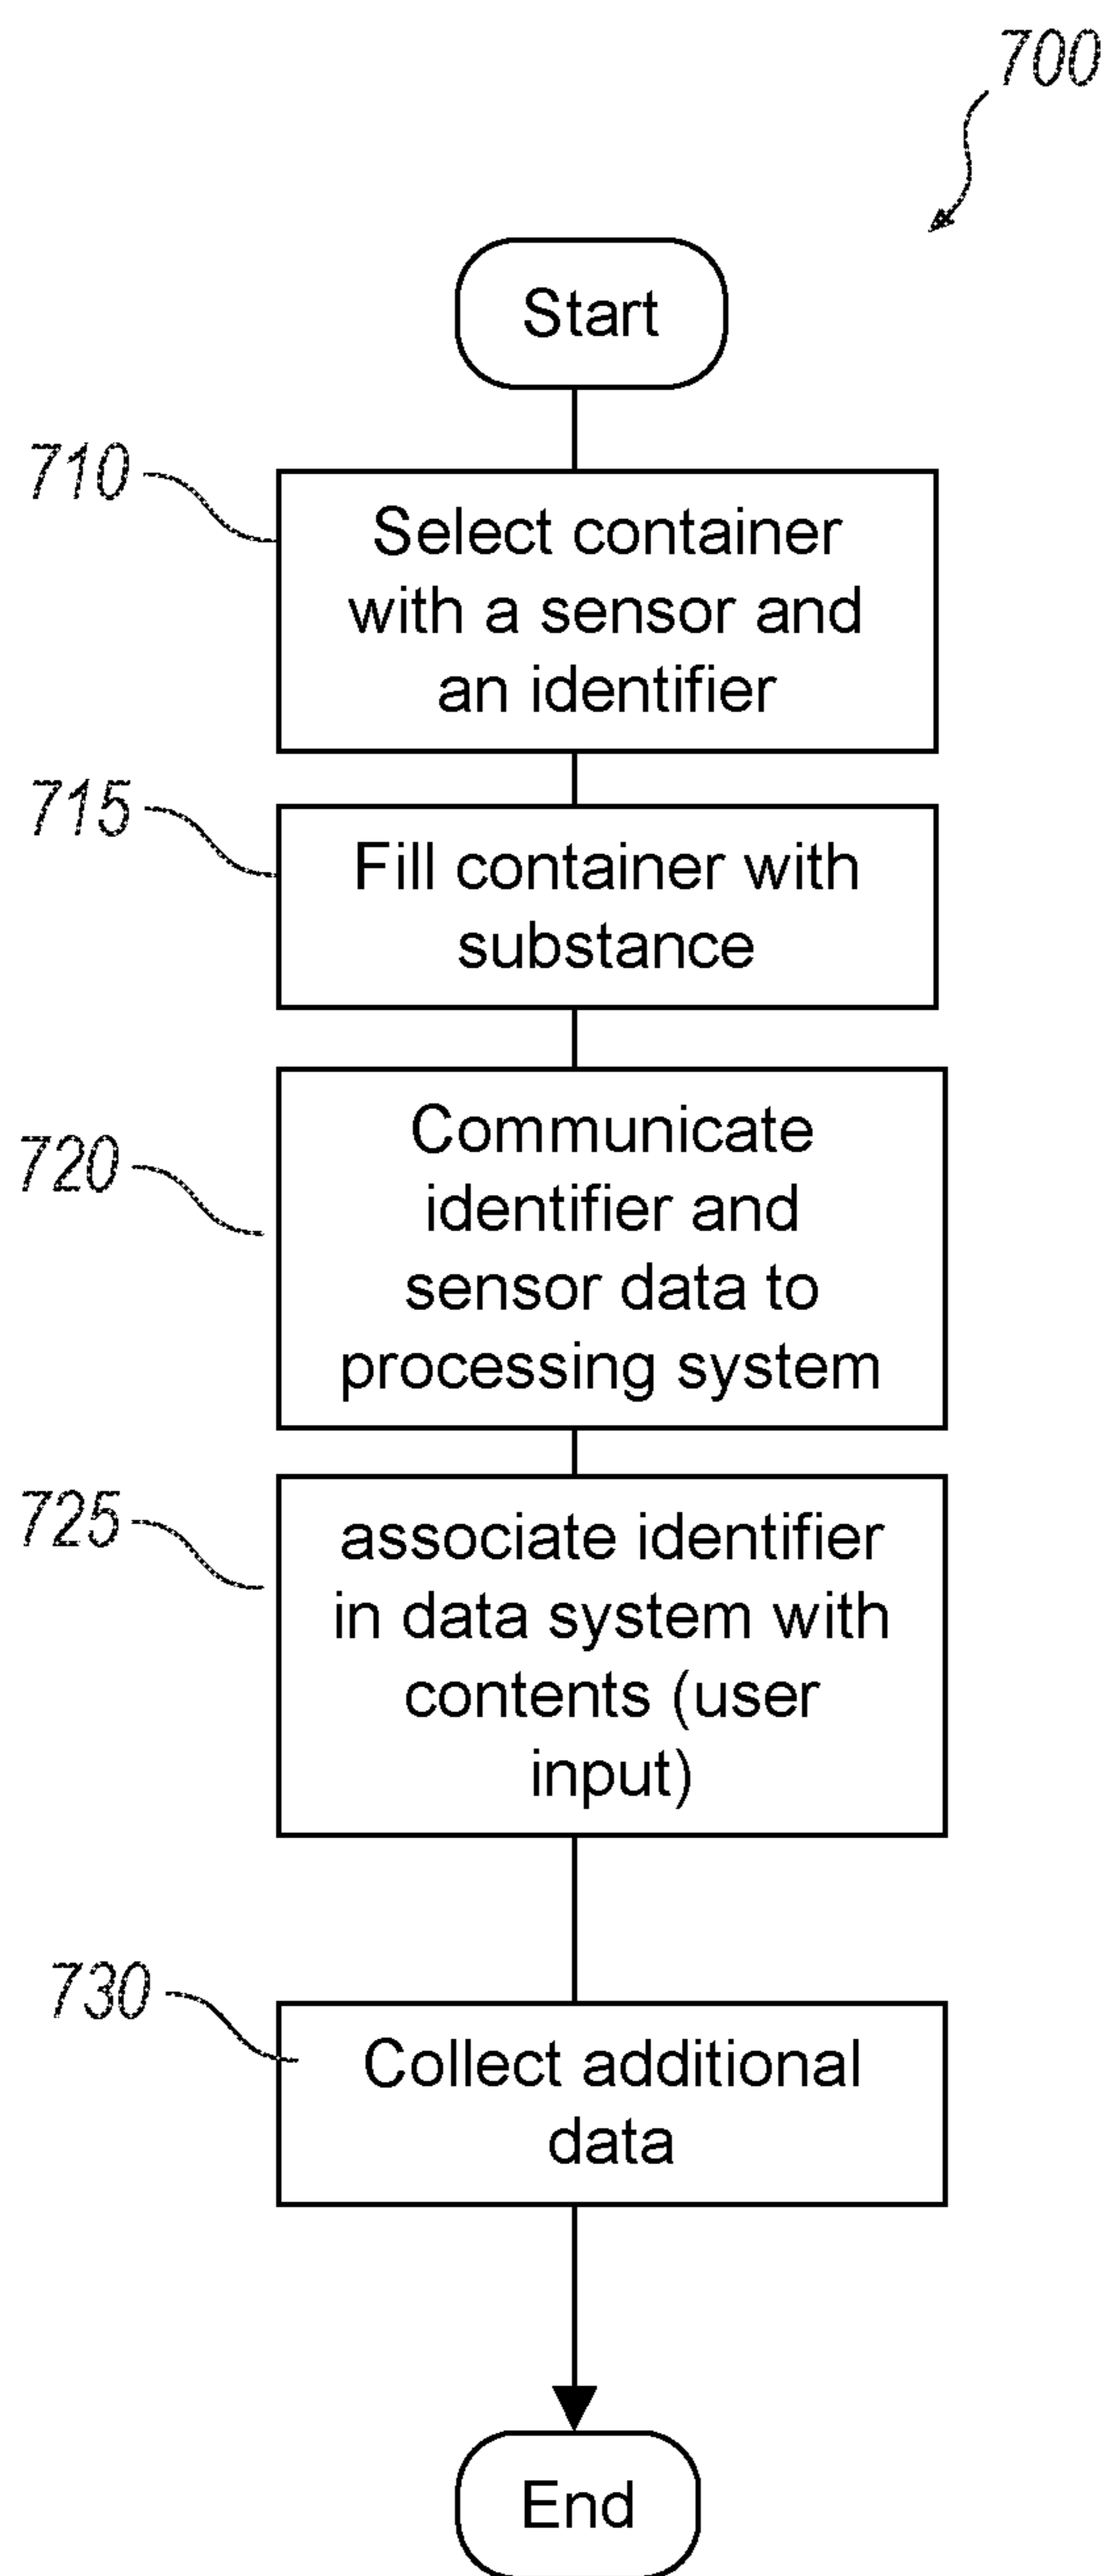 700
Start
710
Select container
with a sensor and
an identifier
715
Fill container with
substance
720
Communicate
identifier and
sensor data to
processing system
725
associate identifier
in data system with
contents (user
input)
730
Collect additional
data
End